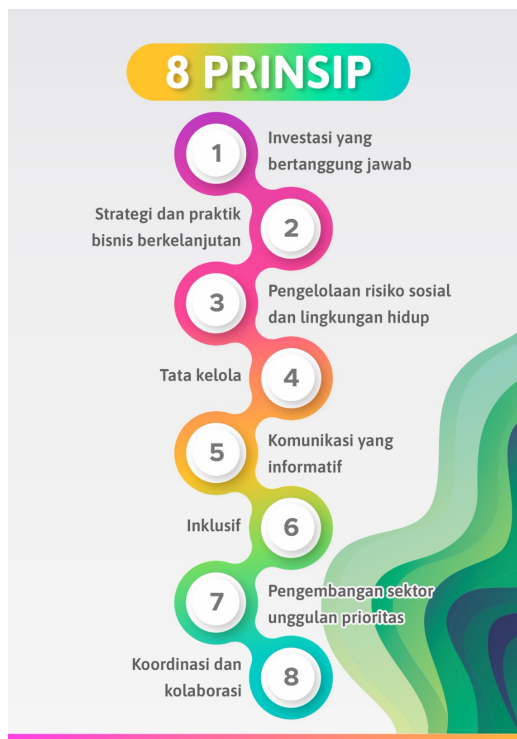 8 PRINSIP
1
Investasi yang
bertanggung jawab
Strategi dan praktik
bisnis berkelanjutan
2
3
Pengelolaan risiko sosial
dan lingkungan hidup
Tata kelola
4
5
Komunikasi yang
informatif
Inklusif
6
7
Pengembangan sektor
unggulan prioritas
Koordinasi dan
kolaborasi
8